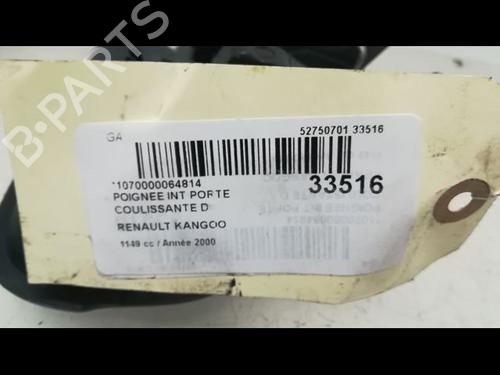 B-PARTS
GA
52750701 33516
*1070000064814
33516
POIGNEE INT PORTE
COULISSANTE D
RENAULT KANGOO
1149 cc / Année 2000